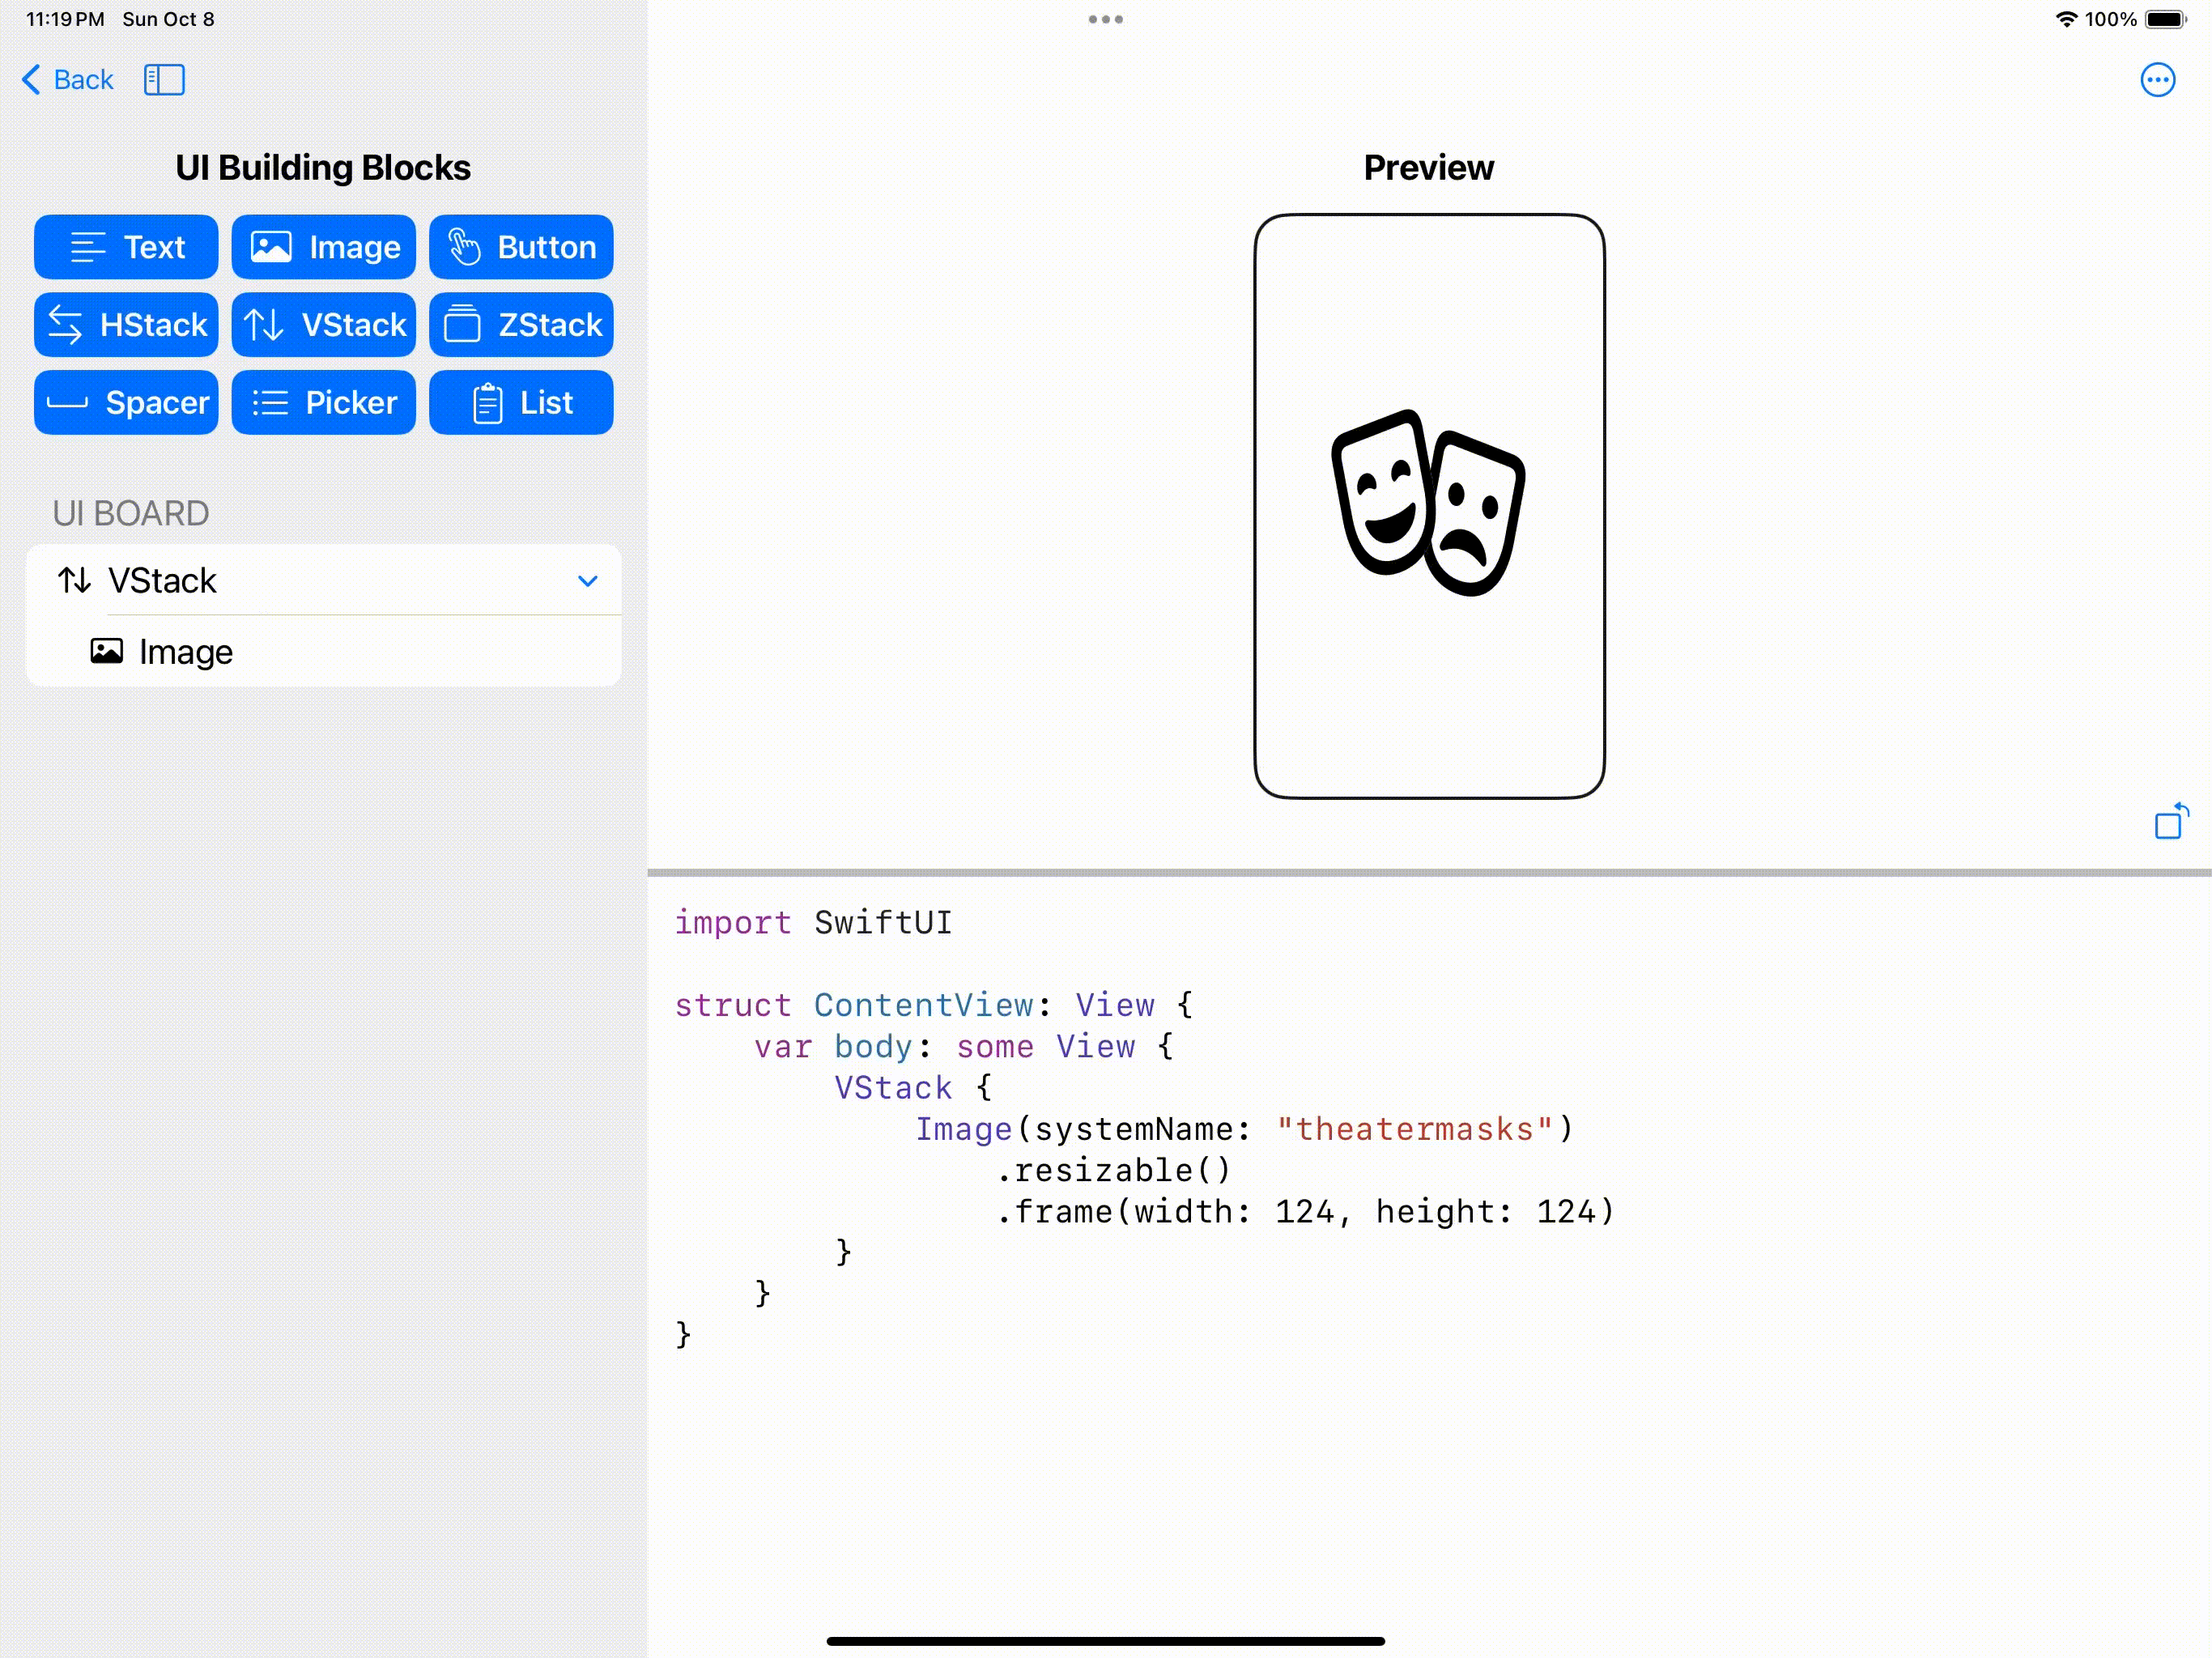 11:19 PM Sun Oct 8
100%
Back
UI Building Blocks
Text Image Button
HStack VStack ZStack
Spacer Picker List
UI BOARD
VStack
Image
Preview
import SwiftUI
struct ContentView: View {
    var body: some View {
        VStack {
            Image(systemName: "theatermasks")
                .resizable()
                .frame(width: 124, height: 124)
        }
    }
}